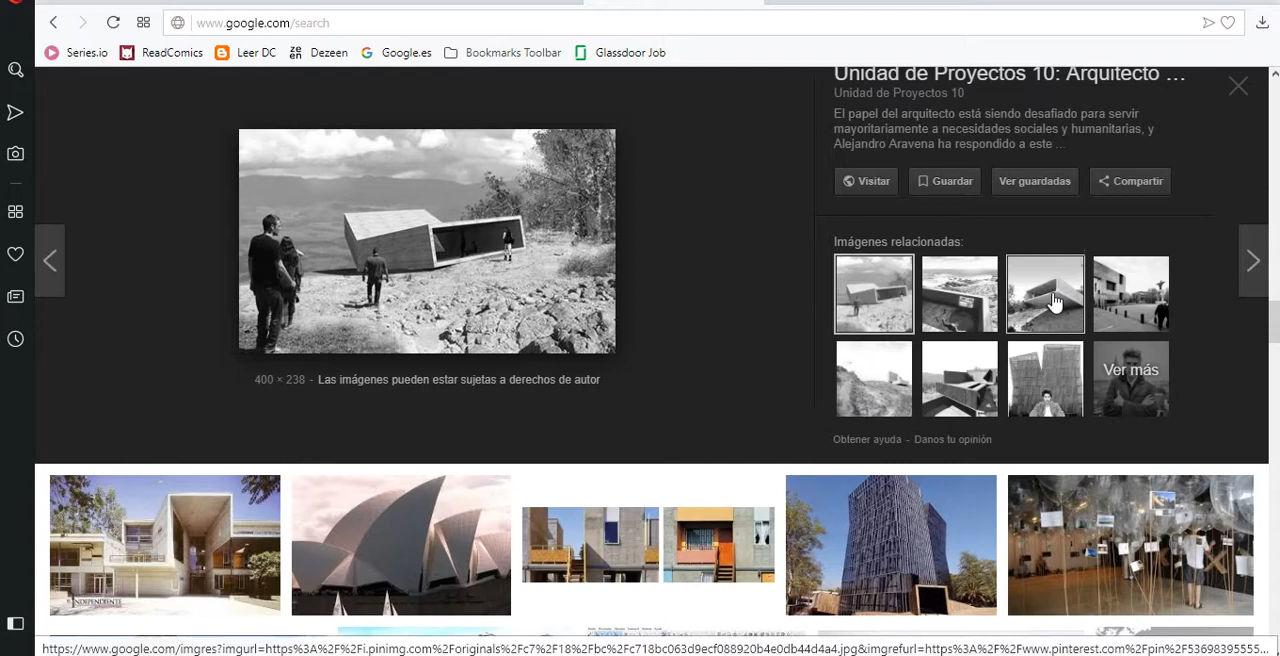 www.google.com/search
Series.io ReadComics Leer DC Dezeen Google.es Bookmarks Toolbar Glassdoor Job
Unidad de Proyectos 10: Arquitecto ...
Unidad de Proyectos 10
El papel del arquitecto está siendo desafiado para servir
mayoritariamente a necesidades sociales y humanitarias, y
Alejandro Aravena ha respondido a este ...
Visitar Guardar Ver guardadas Compartir
Imágenes relacionadas:
Ver más
400 × 238 - Las imágenes pueden estar sujetas a derechos de autor
Obtener ayuda - Danos tu opinión
INDEPENDIENTE
https://www.google.com/imgres?imgurl=https%3A%2F%2Fi.pinimg.com%2Foriginals%2Fc7%2F18%2Fbc%2Fc718bc063d9ecf088920b4e0db44d4a4.jpg&imgrefurl=https%3A%2F%2Fwww.pinterest.com%2Fpin%2F53698395555...